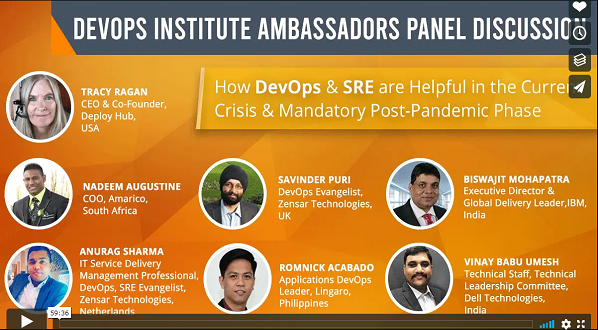 DEVOPS INSTITUTE AMBASSADORS PANEL DISCUSSION
How DevOps & SRE are Helpful in the Curren
Crisis & Mandatory Post-Pandemic Phase
TRACY RAGAN
CEO & Co-Founder,
Deploy Hub,
USA
NADEEM AUGUSTINE
COO, Amarico,
South Africa
SAVINDER PURI
DevOps Evangelist,
Zensar Technologies,
UK
BISWAJIT MOHAPATRA
Executive Director &
Global Delivery Leader,IBM,
India
ANURAG SHARMA
IT Service Delivery
Management Professional,
DevOps, SRE Evangelist,
Zensar Technologies,
Netherlands
ROMNICK ACABADO
Applications DevOps
Leader, Lingaro,
Philippines
VINAY BABU UMESH
Technical Staff, Technical
Leadership Committee,
Dell Technologies,
India
59:36